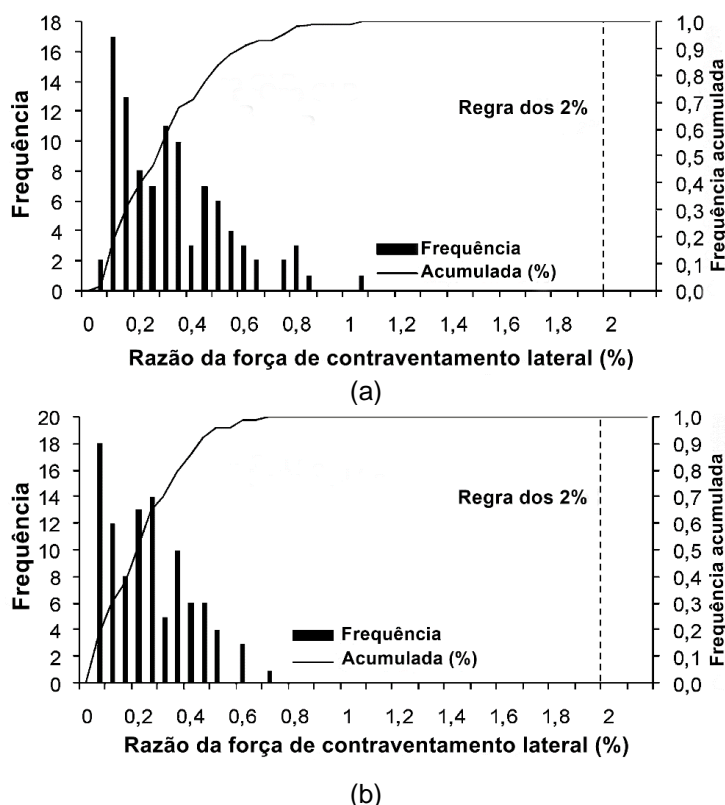 18
16
14
12
10
8
6
4
2
0
Frequência
1,0
0,9
0,8
0,7
0,6
0,5
0,4
0,3
0,2
0,1
0,0
Frequência acumulada
Regra dos 2%
Frequência
Acumulada (%)
0 0,2 0,4 0,6 0,8 1 1,2 1,4 1,6 1,8 2
Razão da força de contraventamento lateral (%)
(a)
20
18
16
14
12
10
8
6
4
2
0
Frequência
1,0
0,9
0,8
0,7
0,6
0,5
0,4
0,3
0,2
0,1
0,0
Frequência acumulada
Regra dos 2%
Frequência
Acumulada (%)
0 0,2 0,4 0,6 0,8 1 1,2 1,4 1,6 1,8 2
Razão da força de contraventamento lateral (%)
(b)